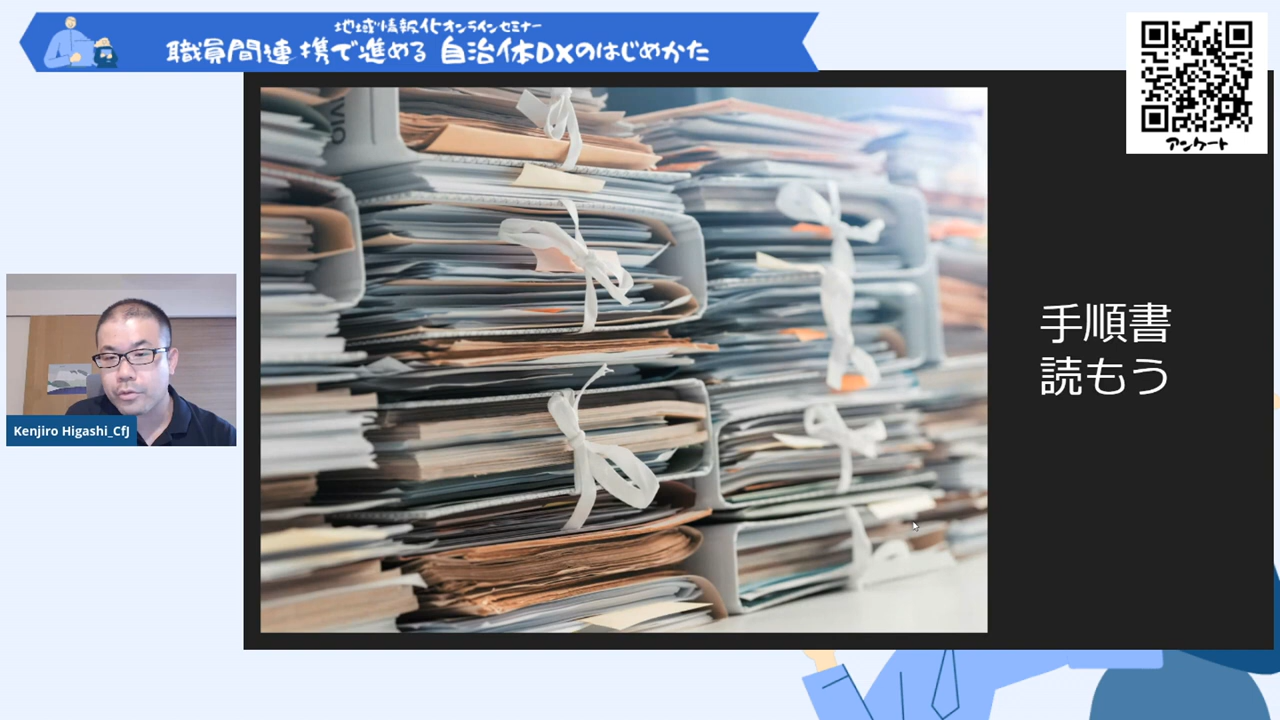 地域情報化オンラインセミナー
職員間連携で進める 自治体DXのはじめかた
アンケート
手順書
読もう
Kenjiro Higashi_CfJ